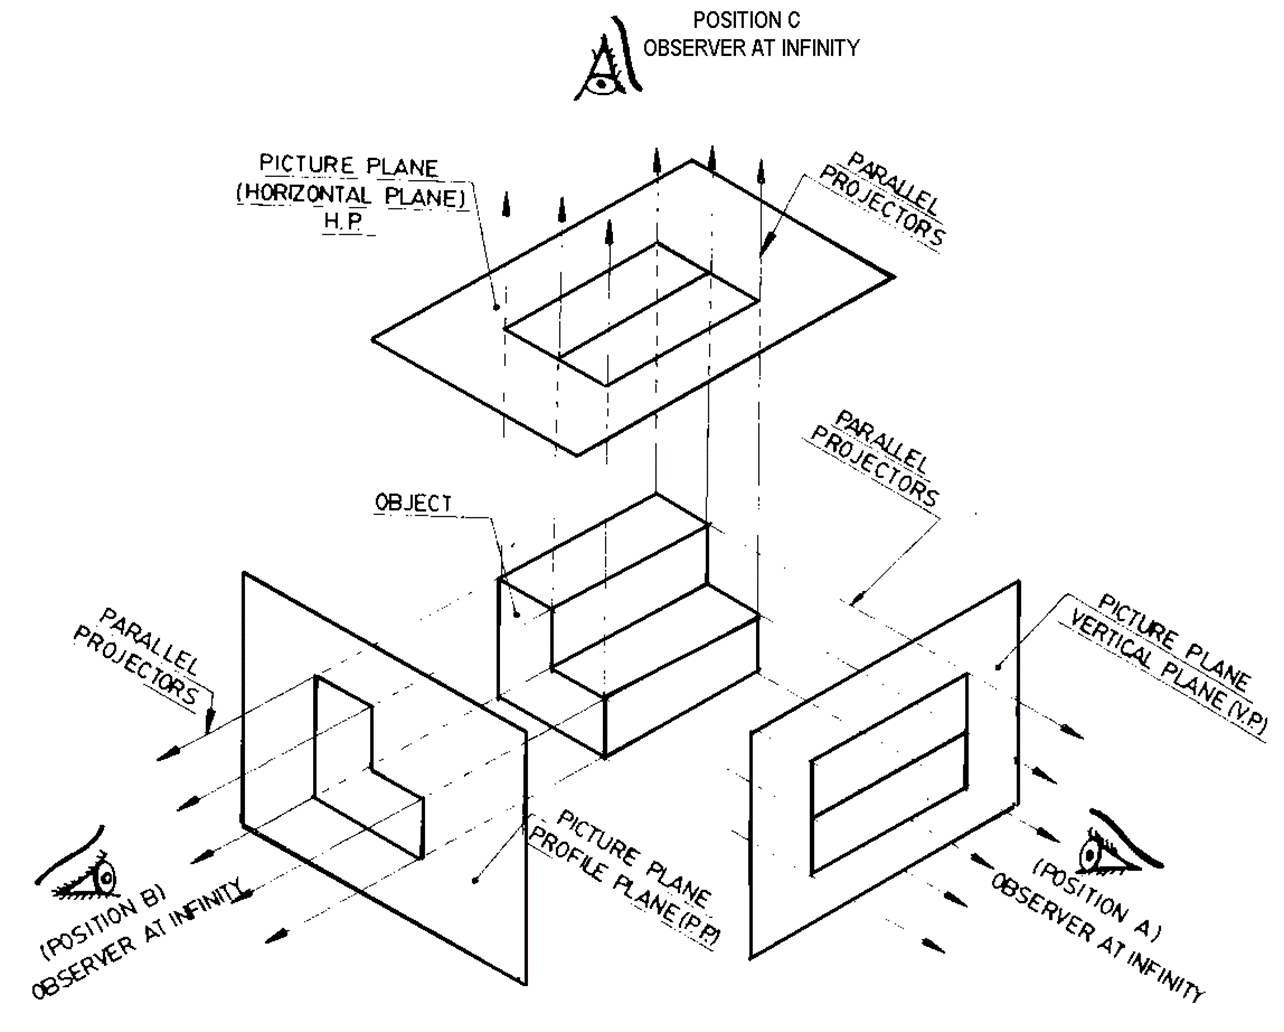 POSITION C
OBSERVER AT INFINITY
PICTURE PLANE
(HORIZONTAL PLANE)
H.P.
PARALLEL
PROJECTORS
PARALLEL
PROJECTORS
OBJECT
PARALLEL
PROJECTORS
PICTURE PLANE
VERTICAL PLANE (V.P.)
PICTURE PLANE
PROFILE PLANE (P.P.)
(POSITION B)
OBSERVER AT INFINITY
(POSITION A)
OBSERVER AT INFINITY